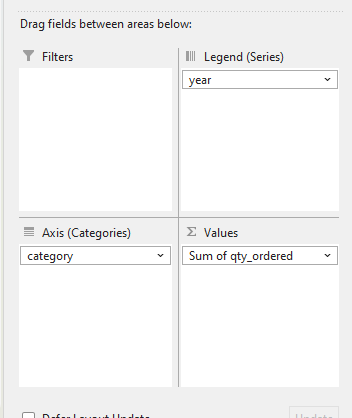 Drag fields between areas below:
Filters
Legend (Series)
year
Axis (Categories)
category
Values
Sum of qty_ordered
Defer Layout Update
Update